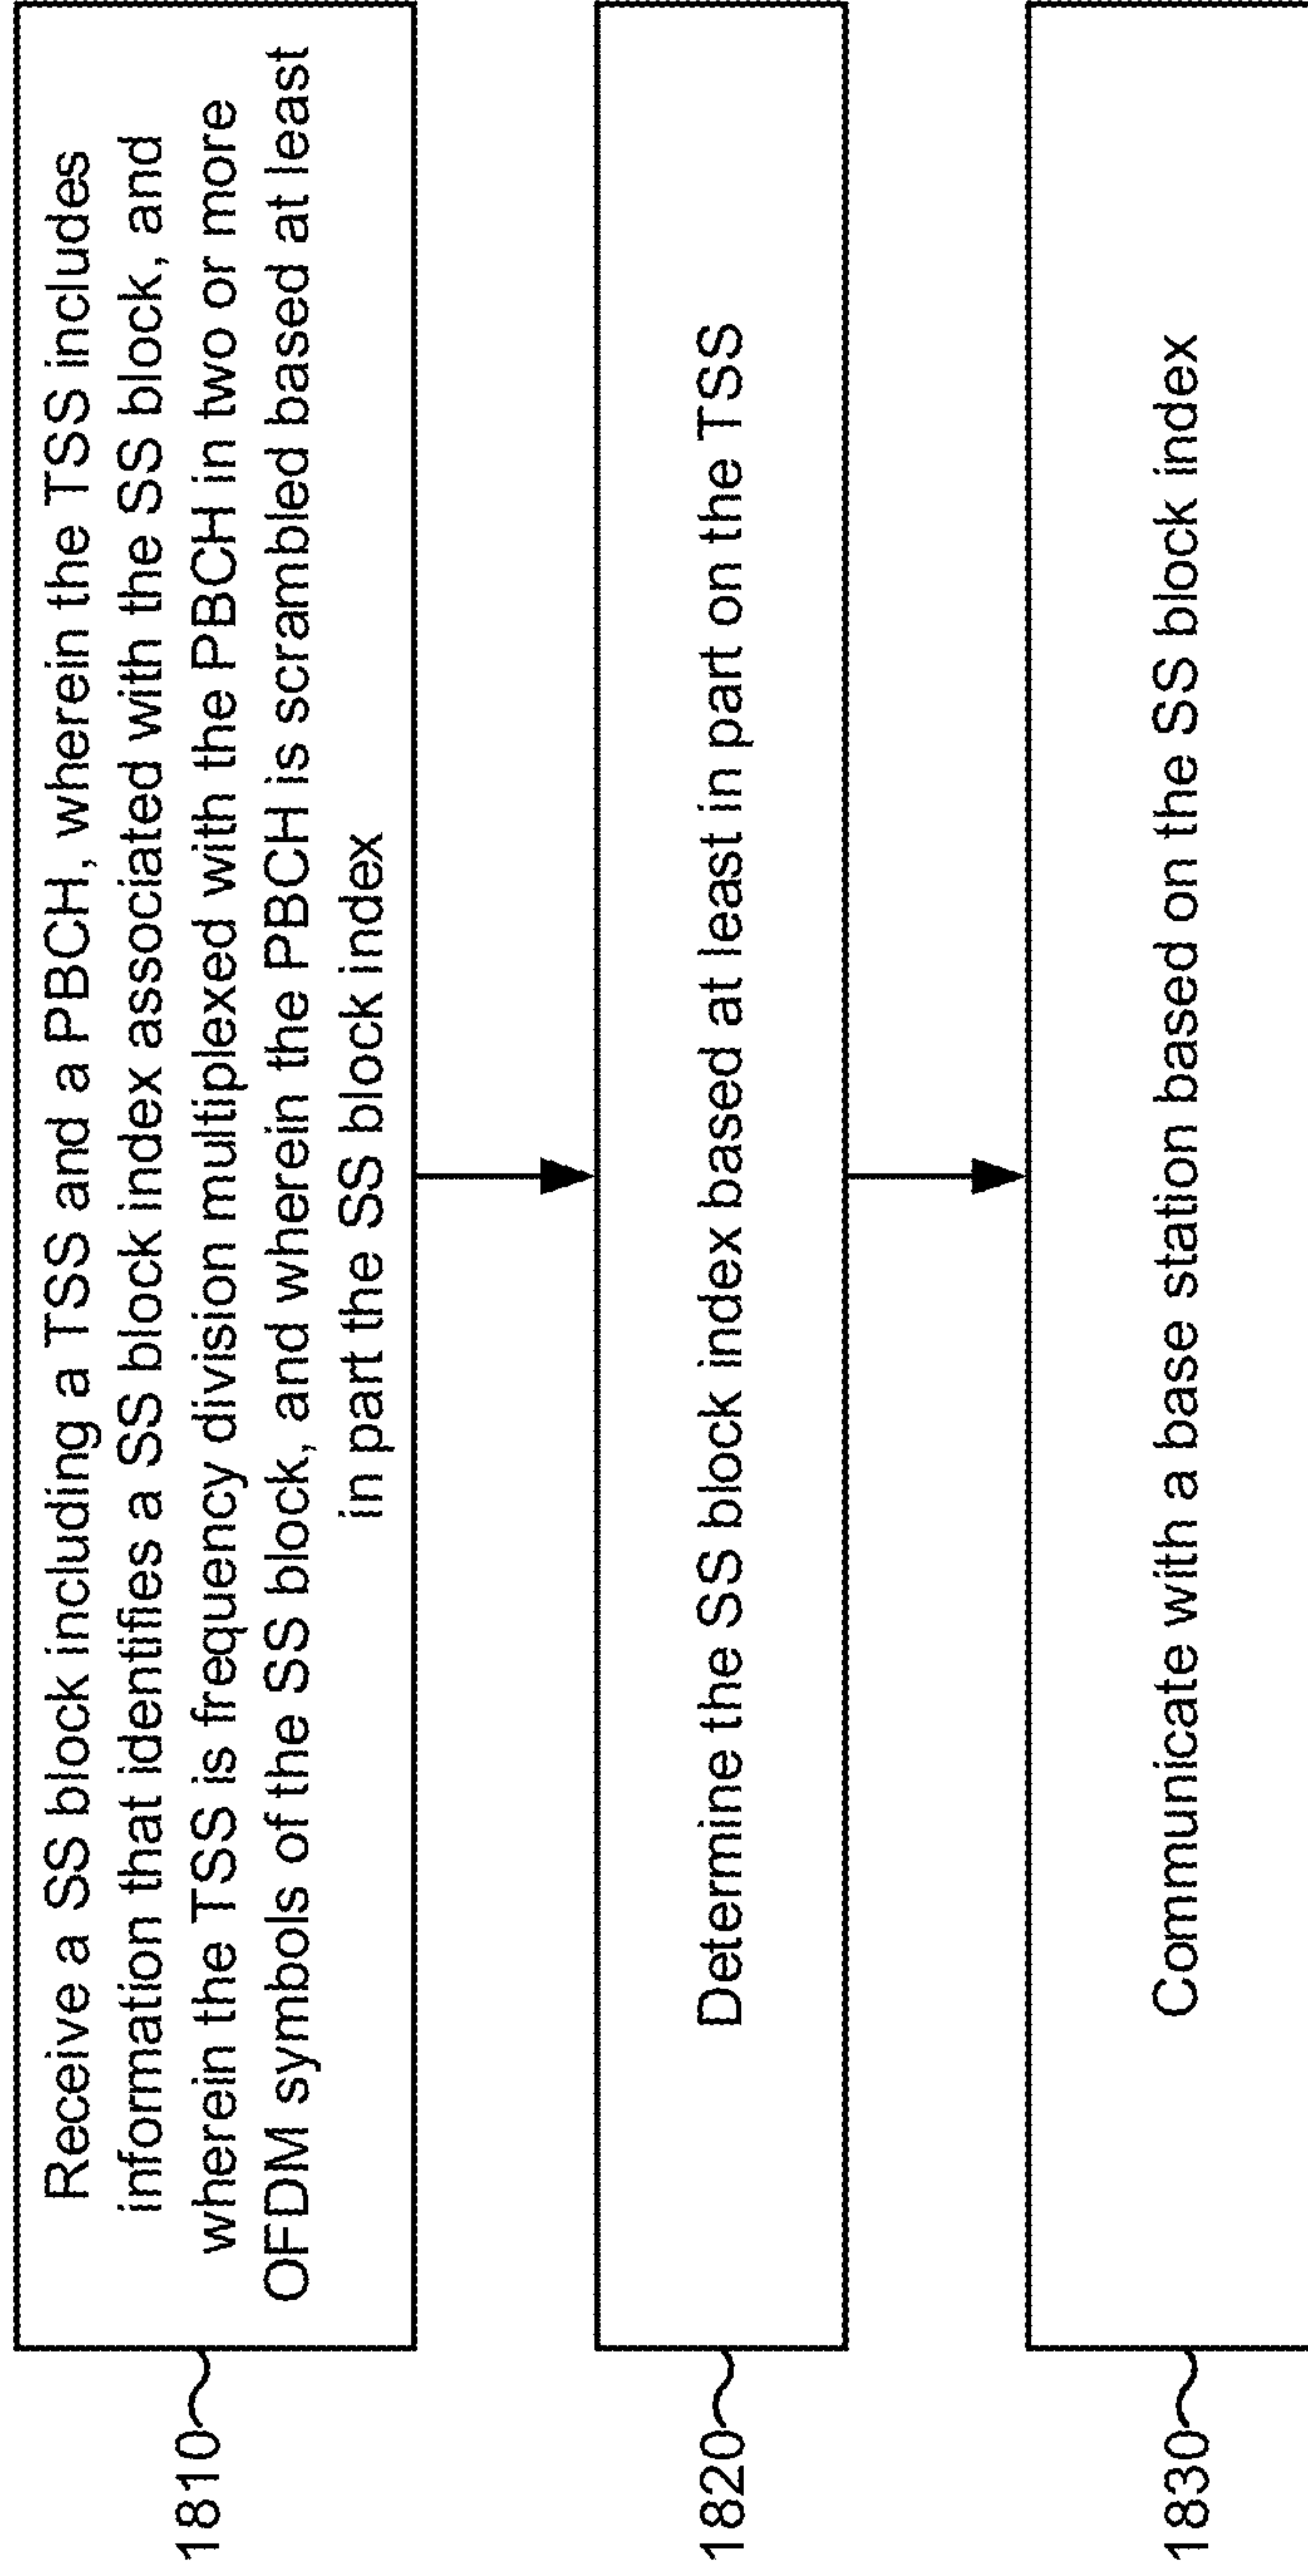 1810
Receive a SS block including a TSS and a PBCH, wherein the TSS includes
information that identifies a SS block index associated with the SS block, and
wherein the TSS is frequency division multiplexed with the PBCH in two or more
OFDM symbols of the SS block, and wherein the PBCH is scrambled based at least
in part the SS block index
1820
Determine the SS block index based at least in part on the TSS
1830
Communicate with a base station based on the SS block index